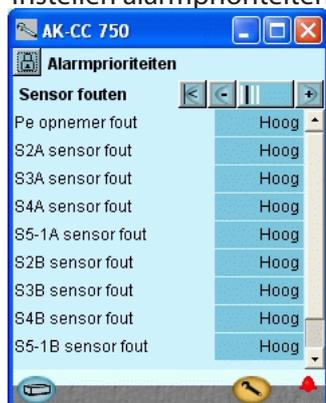 Instellen alarmprioriteiten
AK-CC 750
Alarmprioriteiten
Sensor fouten
Pe opnemer fout Hoog
S2A sensor fout Hoog
S3A sensor fout Hoog
S4A sensor fout Hoog
S5-1A sensor fout Hoog
S2B sensor fout Hoog
S3B sensor fout Hoog
S4B sensor fout Hoog
S5-1B sensor fout Hoog